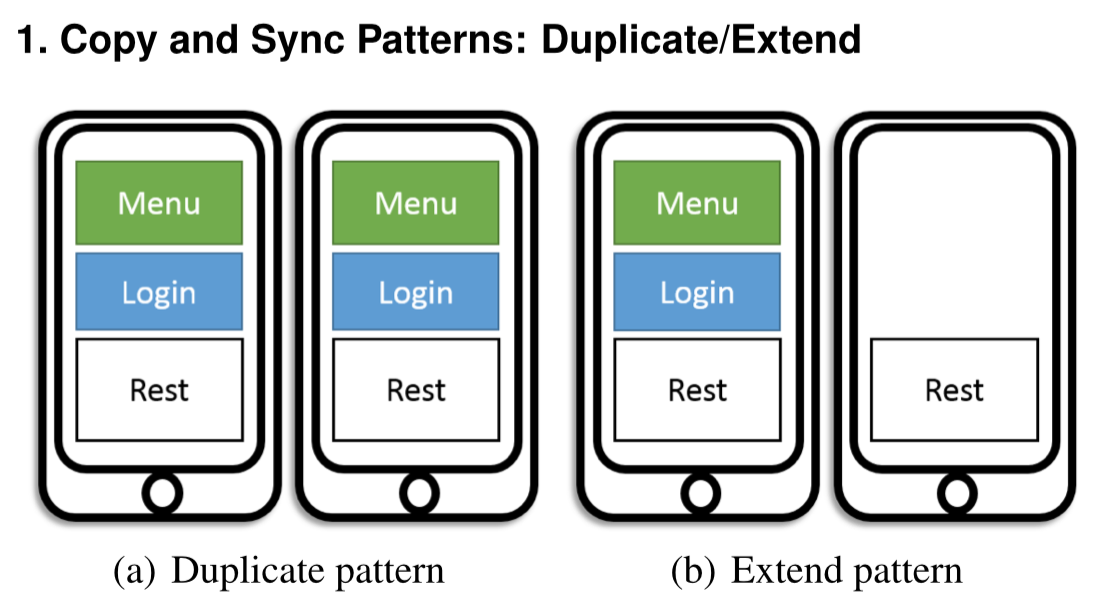 1. Copy and Sync Patterns: Duplicate/Extend
Menu Menu Menu
Login Login Login
Rest Rest Rest Rest
(a) Duplicate pattern (b) Extend pattern